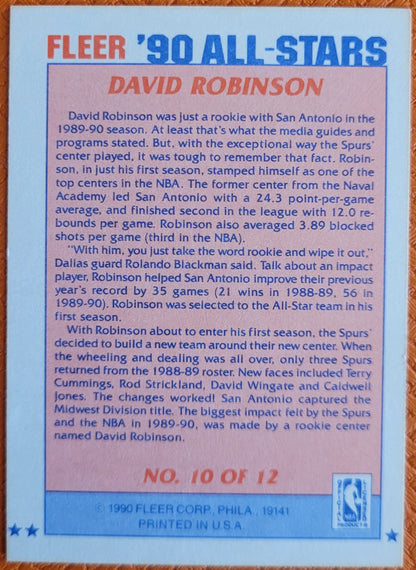 FLEER '90 ALL-STARS
DAVID ROBINSON
David Robinson was just a rookie with San Antonio in the
1989-90 season. At least that's what the media guides and
programs stated. But, with the exceptional way the Spurs'
center played, it was tough to remember that fact. Robin-
son, in just his first season, stamped himself as one of the
top centers in the NBA. The former center from the Naval
Academy led San Antonio with a 24.3 point-per-game
average, and finished second in the league with 12.0 re-
bounds per game. Robinson also averaged 3.89 blocked
shots per game (third in the NBA).
"With him, you just take the word rookie and wipe it out,"
Dallas guard Rolando Blackman said. Talk about an impact
player, Robinson helped San Antonio improve their previous
year's record by 35 games (21 wins in 1988-89, 56 in
1989-90). Robinson was selected to the All-Star team in his
first season.
With Robinson about to enter his first season, the Spurs'
decided to build a new team around their new center. When
the wheeling and dealing was all over, only three Spurs
returned from the 1988-89 roster. New faces included Terry
Cummings, Rod Strickland, David Wingate and Caldwell
Jones. The changes worked! San Antonio captured the
Midwest Division title. The biggest impact felt by the Spurs
and the NBA in 1989-90, was made by a rookie center
named David Robinson.
NO. 10 OF 12
© 1990 FLEER CORP., PHILA., 19141
PRINTED IN U.S.A.
OFFICIAL
LICENSED
NBA
PRODUCT